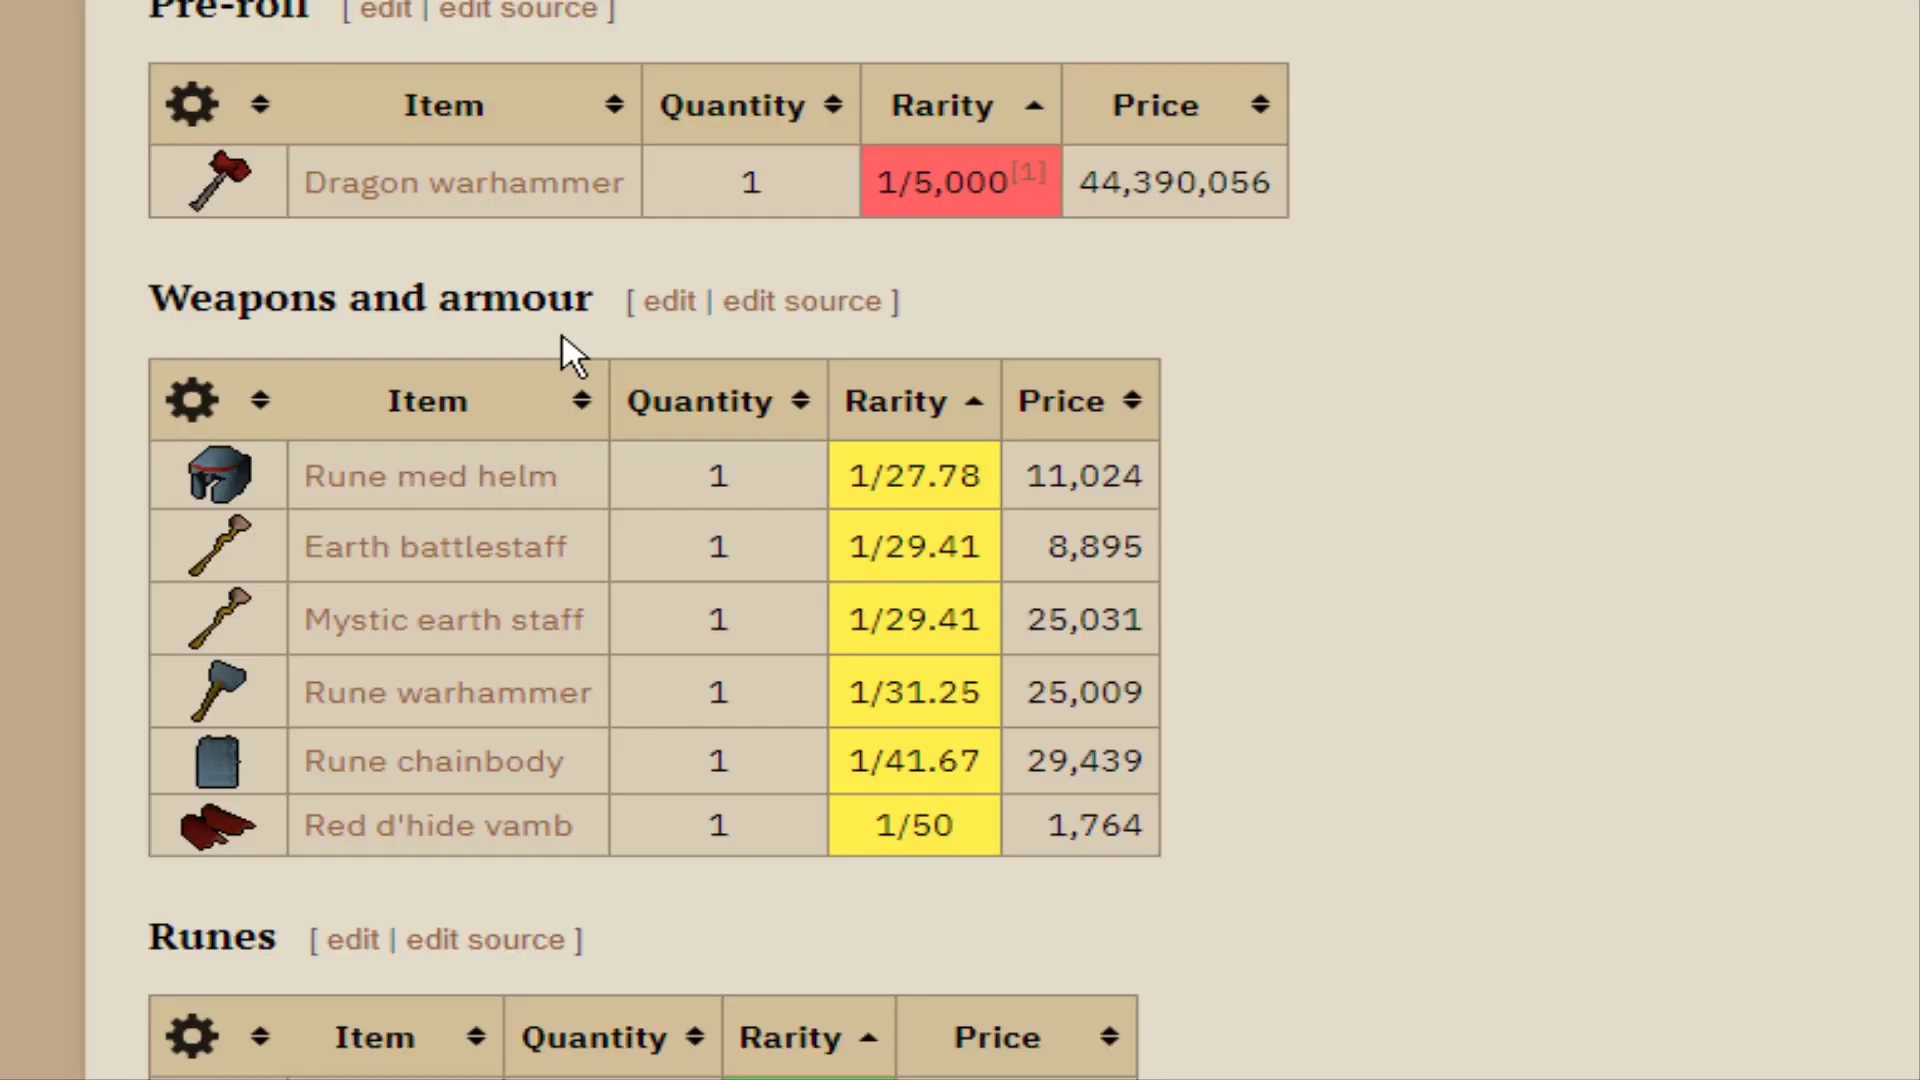 Pre-roll [ edit | edit source ]
Item Quantity Rarity Price
Dragon warhammer 1 1/5,000[1] 44,390,056
Weapons and armour [ edit | edit source ]
Item Quantity Rarity Price
Rune med helm 1 1/27.78 11,024
Earth battlestaff 1 1/29.41 8,895
Mystic earth staff 1 1/29.41 25,031
Rune warhammer 1 1/31.25 25,009
Rune chainbody 1 1/41.67 29,439
Red d'hide vamb 1 1/50 1,764
Runes [ edit | edit source ]
Item Quantity Rarity Price